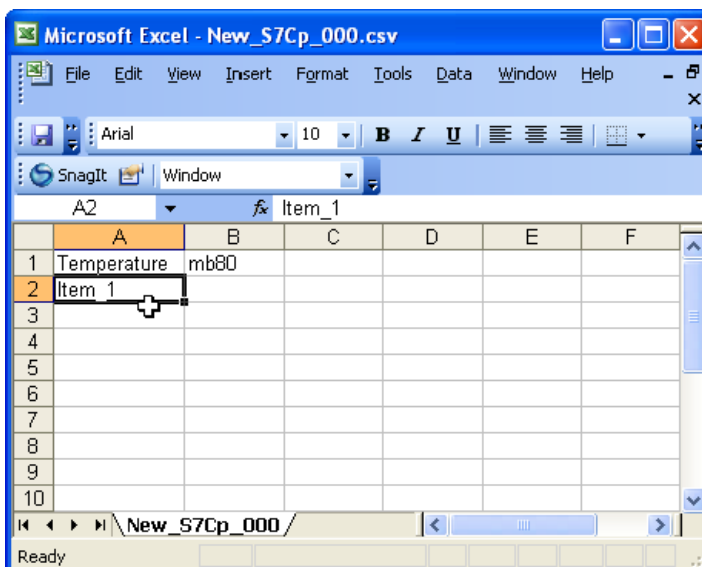 Microsoft Excel - New_S7Cp_000.csv
File Edit View Insert Format Tools Data Window Help
Arial 10 B I U
SnagIt Window
A2 fx Item_1
A B C D E F
1 Temperature mb80
2 Item_1
3
4
5
6
7
8
9
10
New_S7Cp_000
Ready